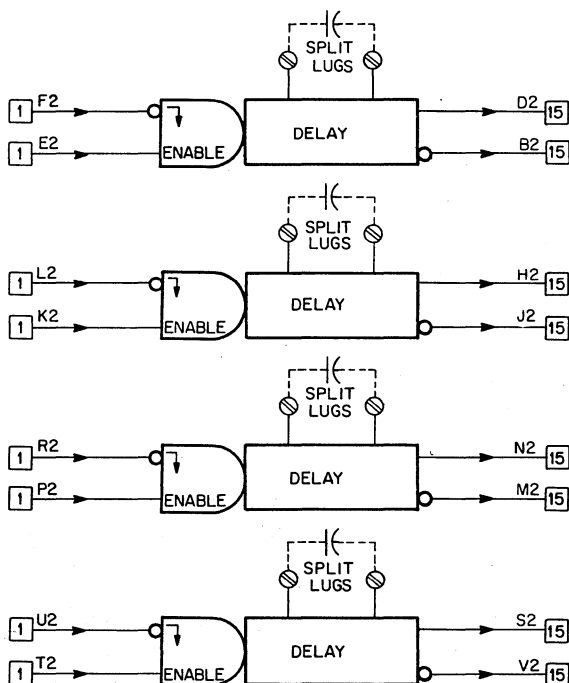 SPLIT
LUGS
1 F2 D2 15
DELAY
1 E2 ENABLE B2 15
SPLIT
LUGS
1 L2 H2 15
DELAY
1 K2 ENABLE J2 15
SPLIT
LUGS
1 R2 N2 15
DELAY
1 P2 ENABLE M2 15
SPLIT
LUGS
1 U2 S2 15
DELAY
1 T2 ENABLE V2 15